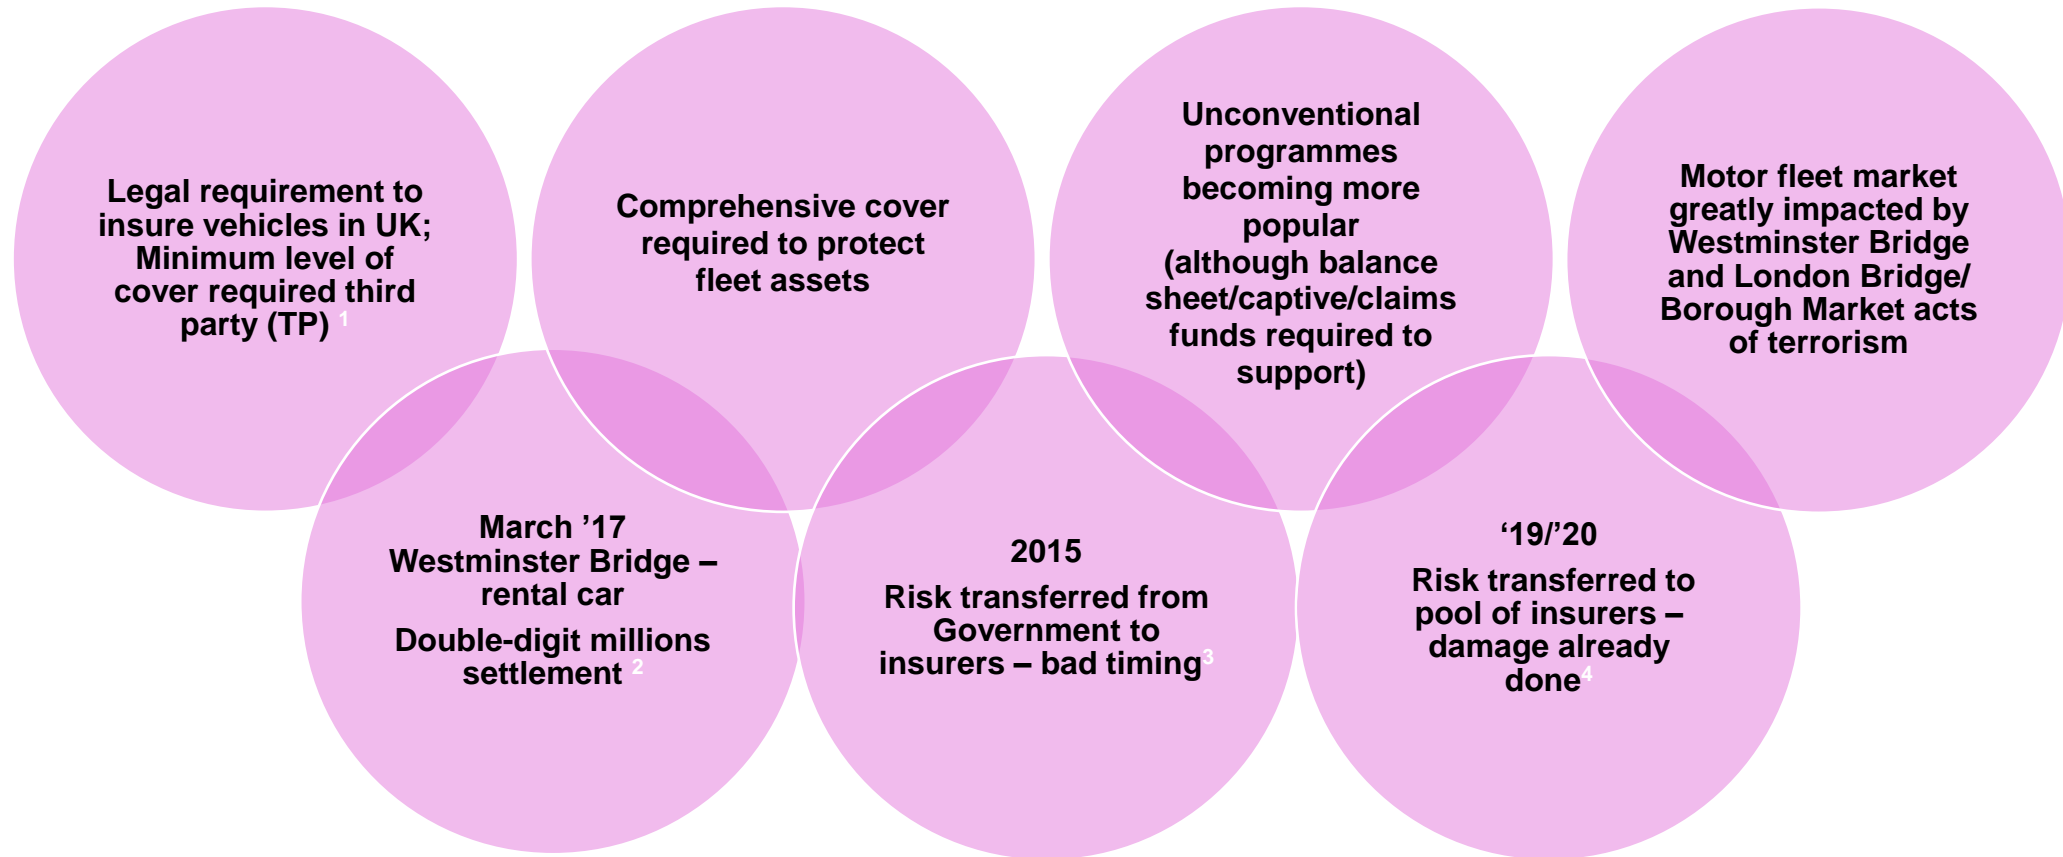 Legal requirement to
insure vehicles in UK;
Minimum level of
cover required third
party (TP) 1
Comprehensive cover
required to protect
fleet assets
Unconventional
programmes
becoming more
popular
(although balance
sheet/captive/claims
funds required to
support)
Motor fleet market
greatly impacted by
Westminster Bridge
and London Bridge/
Borough Market acts
of terrorism
March ’17
Westminster Bridge –
rental car
Double-digit millions
settlement 2
2015
Risk transferred from
Government to
insurers – bad timing3
‘19/’20
Risk transferred to
pool of insurers –
damage already
done4